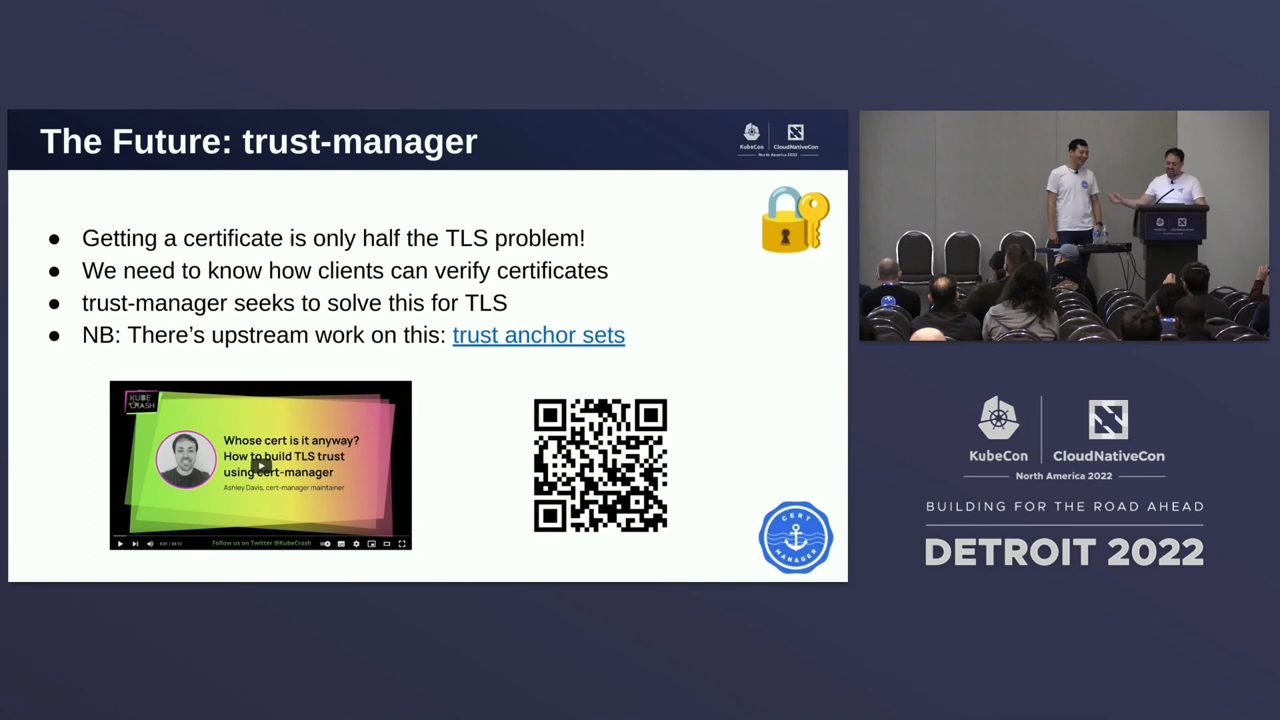 The Future: trust-manager
KubeCon
CloudNativeCon
North America 2022
● Getting a certificate is only half the TLS problem!
● We need to know how clients can verify certificates
● trust-manager seeks to solve this for TLS
● NB: There's upstream work on this: trust anchor sets
KUBE
CRASH
Whose cert is it anyway?
How to build TLS trust
using cert-manager
Ashley Davis, cert-manager maintainer
Follow us on Twitter @KubeCrash
CERT
MANAGER
KubeCon
CloudNativeCon
North America 2022
BUILDING FOR THE ROAD AHEAD
DETROIT 2022